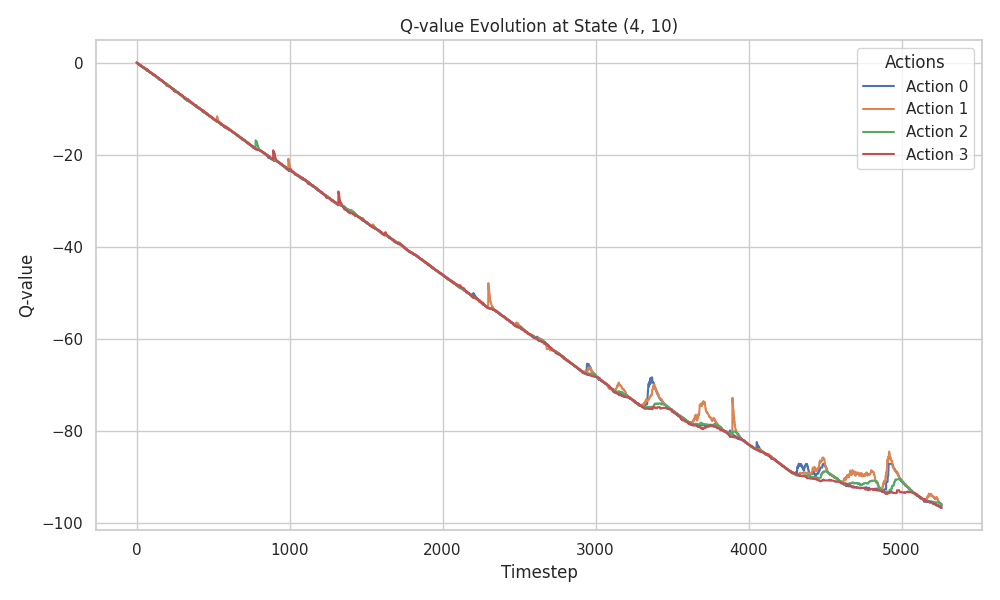 Q-value Evolution at State (4, 10)
Actions
Action 0
Action 1
Action 2
Action 3
Q-value
0
−20
−40
−60
−80
−100
0 1000 2000 3000 4000 5000
Timestep